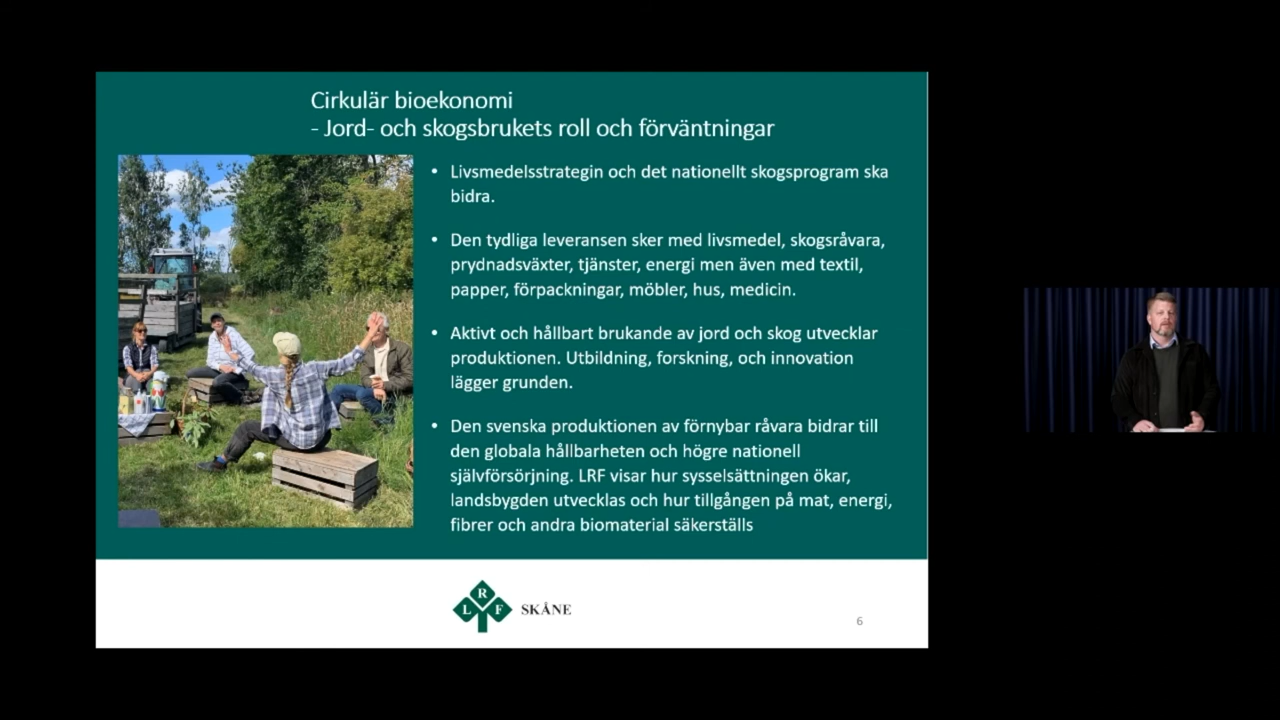 Cirkulär bioekonomi
- Jord- och skogsbrukets roll och förväntningar
• Livsmedelsstrategin och det nationellt skogsprogram ska
bidra.
• Den tydliga leveransen sker med livsmedel, skogsråvara,
prydnadsväxter, tjänster, energi men även med textil,
papper, förpackningar, möbler, hus, medicin.
• Aktivt och hållbart brukande av jord och skog utvecklar
produktionen. Utbildning, forskning, och innovation
lägger grunden.
• Den svenska produktionen av förnybar råvara bidrar till
den globala hållbarheten och högre nationell
självförsörjning. LRF visar hur sysselsättningen ökar,
landsbygden utvecklas och hur tillgången på mat, energi,
fibrer och andra biomaterial säkerställs
LRF SKÅNE
6